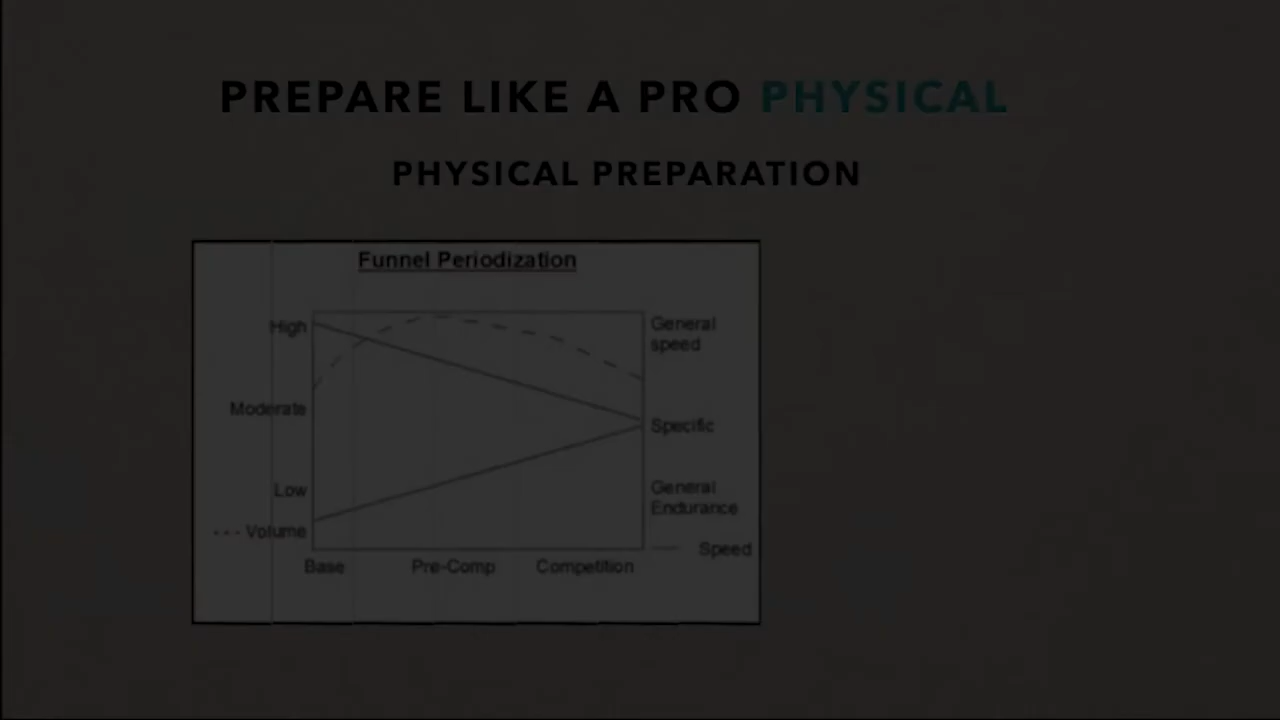 PREPARE LIKE A PRO PHYSICAL
PHYSICAL PREPARATION
Funnel Periodization
High
General
speed
Moderate
Specific
Low
General
Endurance
Volume
Speed
Base Pre-Comp Competition